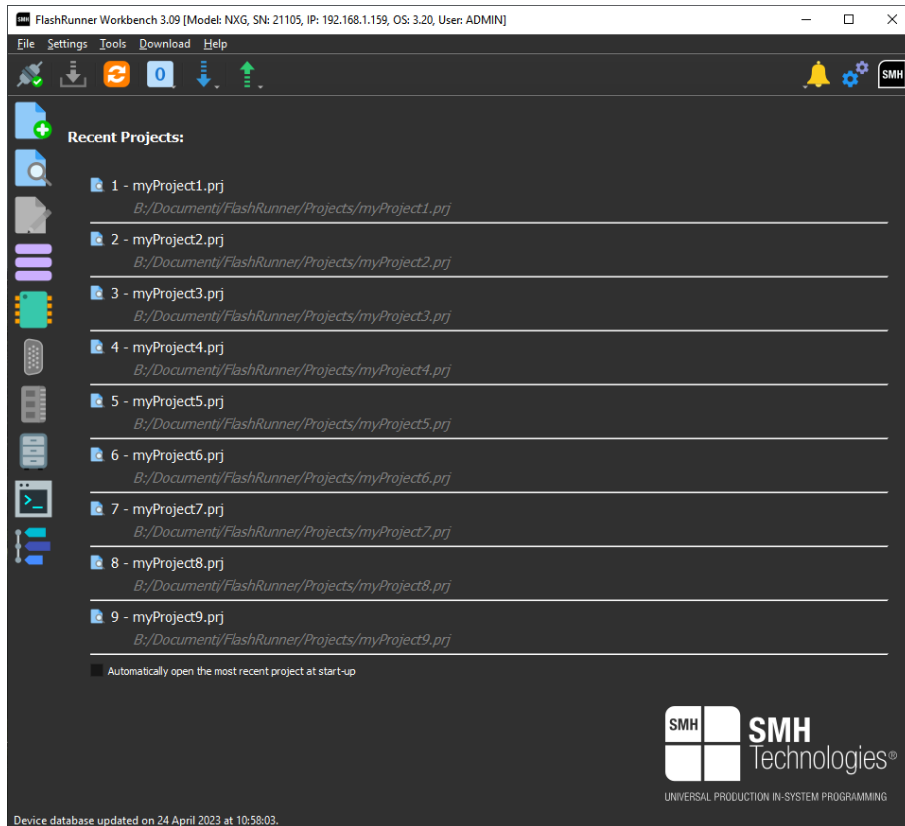 SMH FlashRunner Workbench 3.09 [Model: NXG, SN: 21105, IP: 192.168.1.159, OS: 3.20, User: ADMIN]
File Settings Tools Download Help
0
SMH
Recent Projects:
1 - myProject1.prj
B:/Documenti/FlashRunner/Projects/myProject1.prj
2 - myProject2.prj
B:/Documenti/FlashRunner/Projects/myProject2.prj
3 - myProject3.prj
B:/Documenti/FlashRunner/Projects/myProject3.prj
4 - myProject4.prj
B:/Documenti/FlashRunner/Projects/myProject4.prj
5 - myProject5.prj
B:/Documenti/FlashRunner/Projects/myProject5.prj
6 - myProject6.prj
B:/Documenti/FlashRunner/Projects/myProject6.prj
7 - myProject7.prj
B:/Documenti/FlashRunner/Projects/myProject7.prj
8 - myProject8.prj
B:/Documenti/FlashRunner/Projects/myProject8.prj
9 - myProject9.prj
B:/Documenti/FlashRunner/Projects/myProject9.prj
Automatically open the most recent project at start-up
SMH
SMH
Technologies®
UNIVERSAL PRODUCTION IN-SYSTEM PROGRAMMING
Device database updated on 24 April 2023 at 10:58:03.